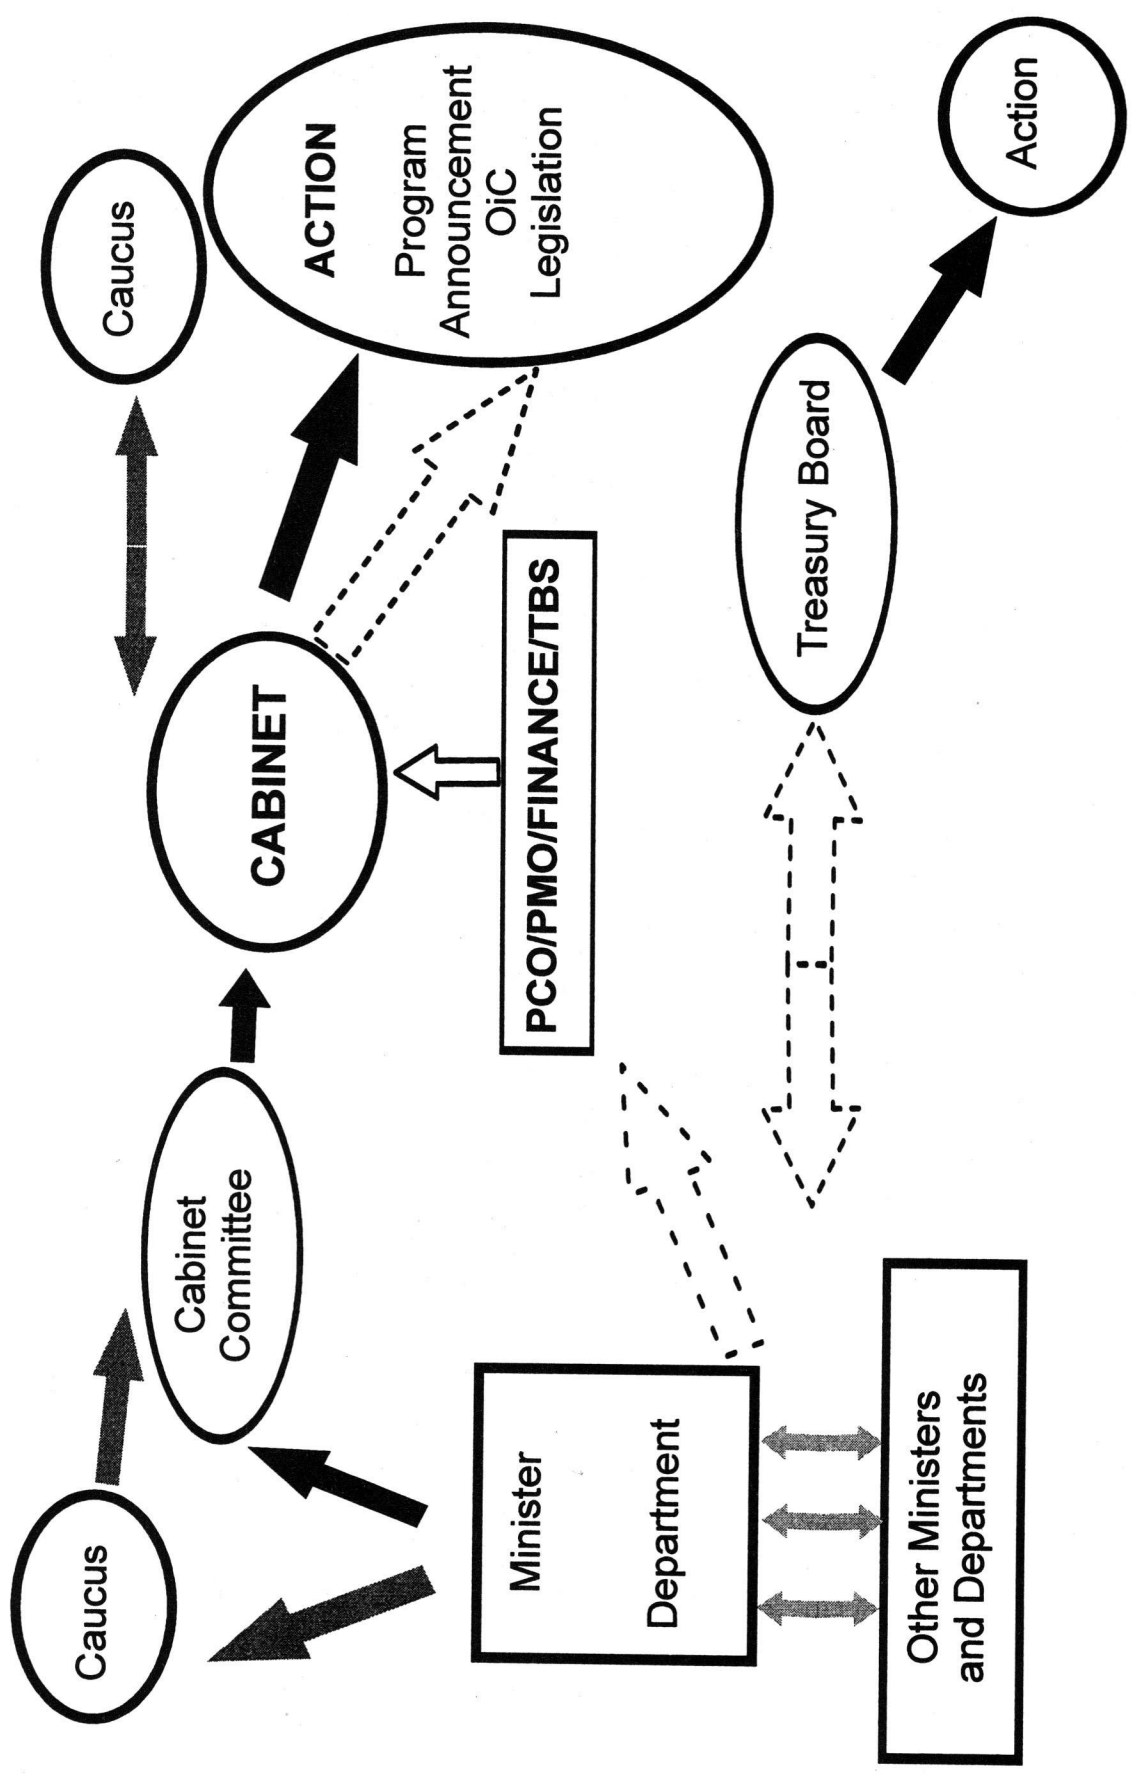 Caucus
Caucus
Cabinet
Committee
CABINET
ACTION
Program
Announcement
OiC
Legislation
Minister
Department
PCO/PMO/FINANCE/TBS
Treasury Board
Other Ministers
and Departments
Action